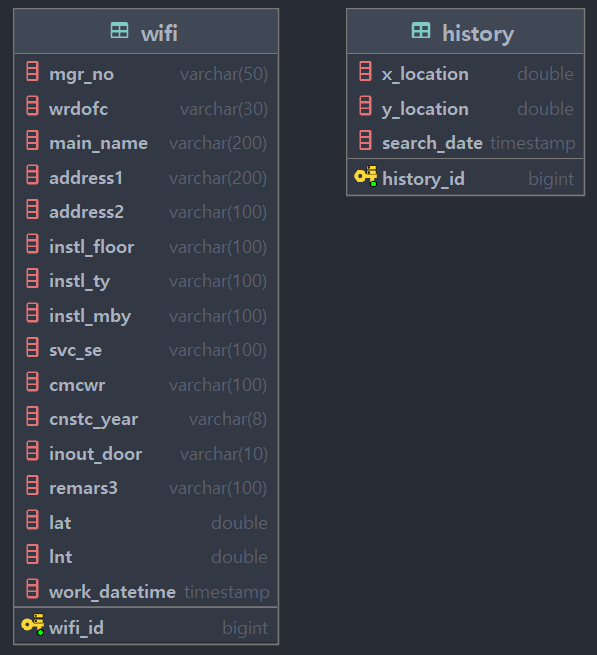 wifi
mgr_no varchar(50)
wrdofc varchar(30)
main_name varchar(200)
address1 varchar(200)
address2 varchar(100)
instl_floor varchar(100)
instl_ty varchar(100)
instl_mby varchar(100)
svc_se varchar(100)
cmcwr varchar(100)
cnstc_year varchar(8)
inout_door varchar(10)
remars3 varchar(100)
lat double
lnt double
work_datetime timestamp
wifi_id bigint
history
x_location double
y_location double
search_date timestamp
history_id bigint